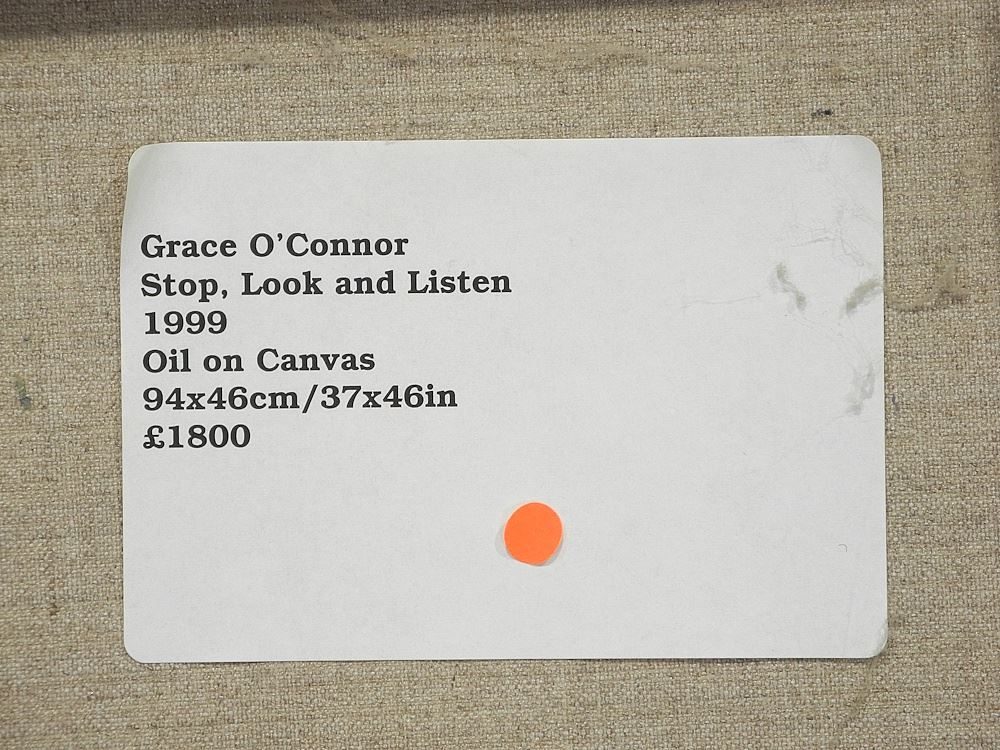 Grace O'Connor
Stop, Look and Listen
1999
Oil on Canvas
94x46cm/37x46in
£1800